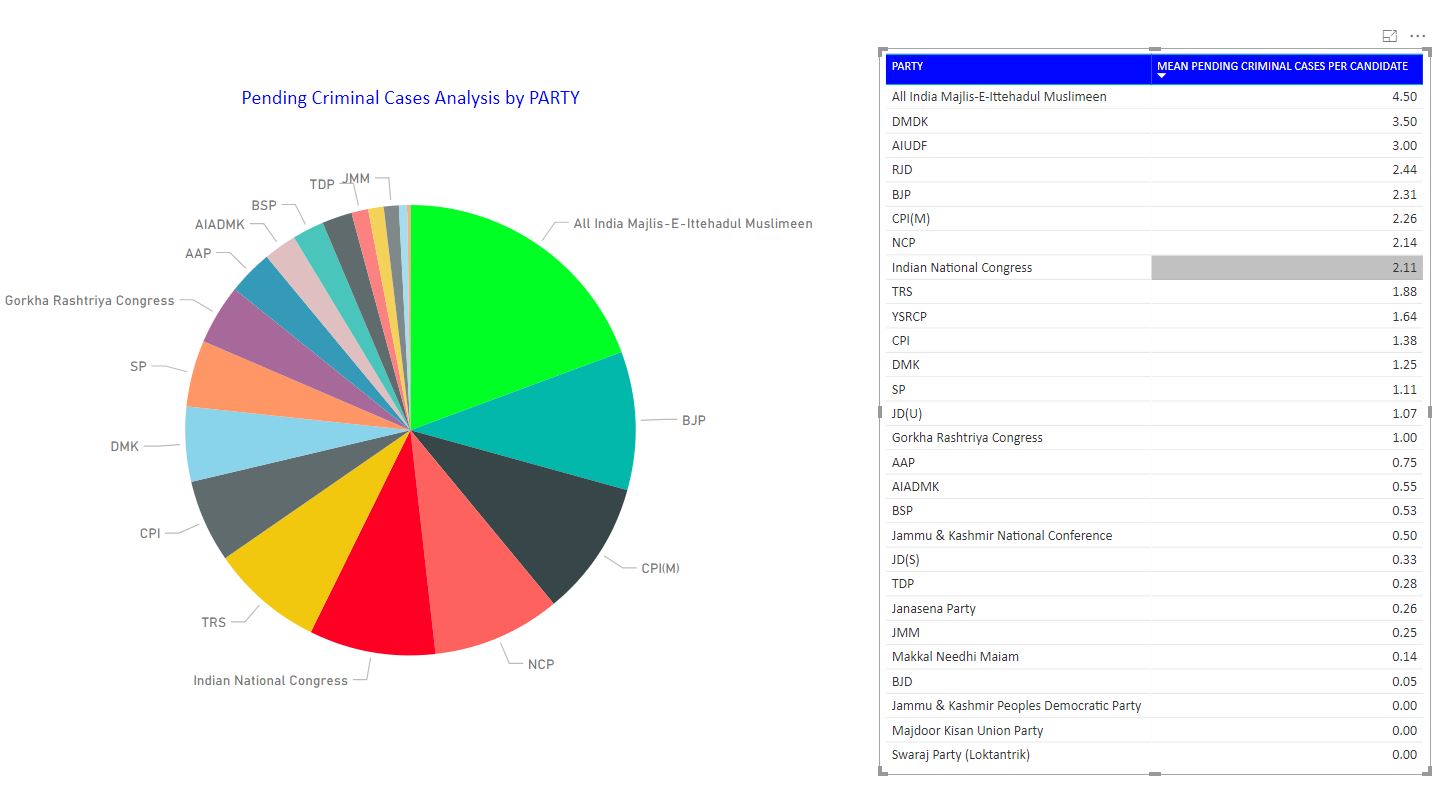 Pending Criminal Cases Analysis by PARTY
JMM
TDP
BSP
AIADMK
AAP
Gorkha Rashtriya Congress
SP
DMK
CPI
TRS
Indian National Congress
NCP
CPI(M)
BJP
All India Majlis-E-Ittehadul Muslimeen
PARTY MEAN PENDING CRIMINAL CASES PER CANDIDATE
All India Majlis-E-Ittehadul Muslimeen 4.50
DMDK 3.50
AIUDF 3.00
RJD 2.44
BJP 2.31
CPI(M) 2.26
NCP 2.14
Indian National Congress 2.11
TRS 1.88
YSRCP 1.64
CPI 1.38
DMK 1.25
SP 1.11
JD(U) 1.07
Gorkha Rashtriya Congress 1.00
AAP 0.75
AIADMK 0.55
BSP 0.53
Jammu & Kashmir National Conference 0.50
JD(S) 0.33
TDP 0.28
Janasena Party 0.26
JMM 0.25
Makkal Needhi Maiam 0.14
BJD 0.05
Jammu & Kashmir Peoples Democratic Party 0.00
Majdoor Kisan Union Party 0.00
Swaraj Party (Loktantrik) 0.00